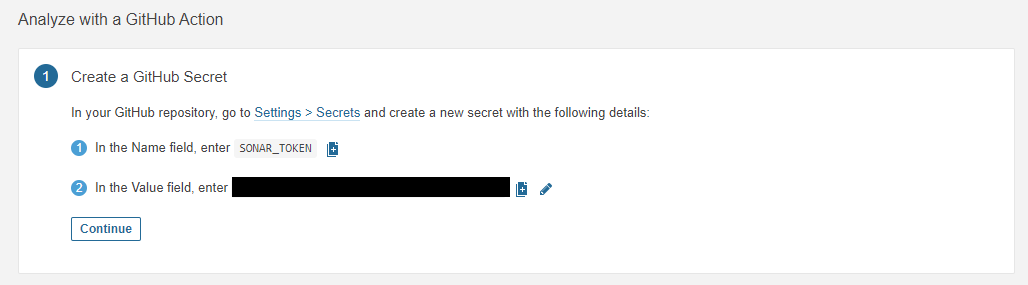 Analyze with a GitHub Action
1 Create a GitHub Secret
In your GitHub repository, go to Settings > Secrets and create a new secret with the following details:
1 In the Name field, enter SONAR_TOKEN
2 In the Value field, enter
Continue